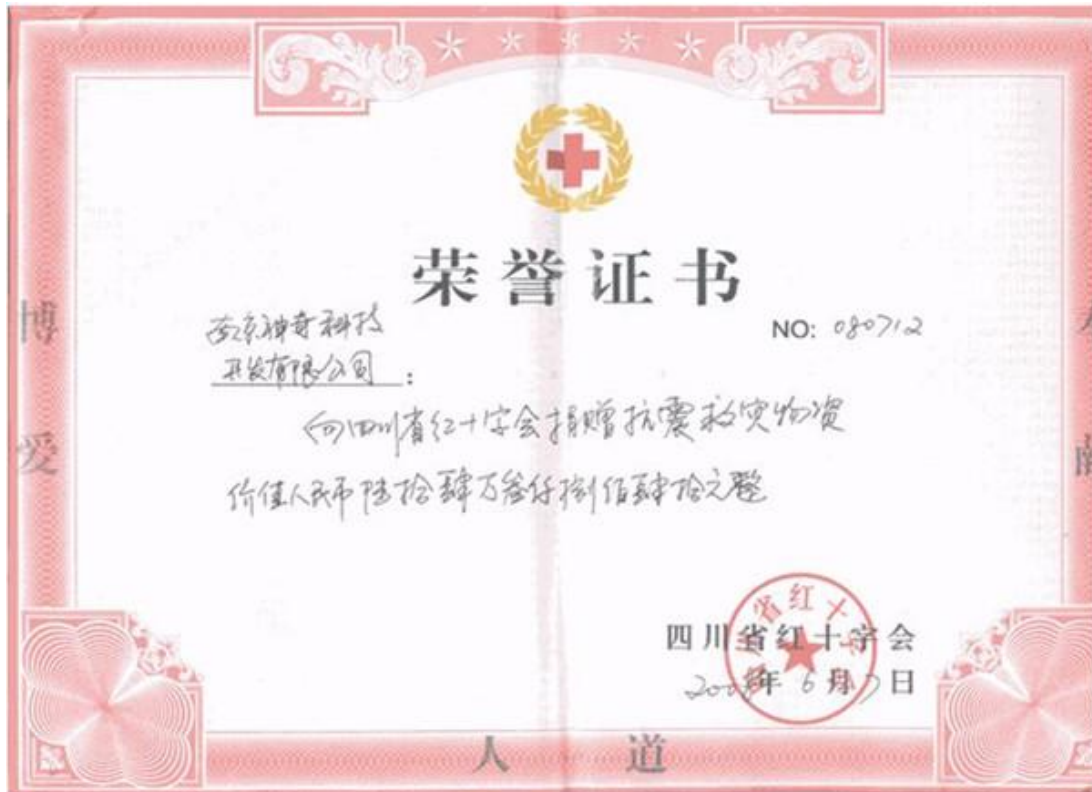 荣誉证书
南京神奇科技
开发有限公司：
NO: 080712
向四川省红十字会捐赠抗震救灾物资
价值人民币陆拾肆万叁仟捌佰肆拾元整
四川省红十字会
年6月7日
博爱
人道